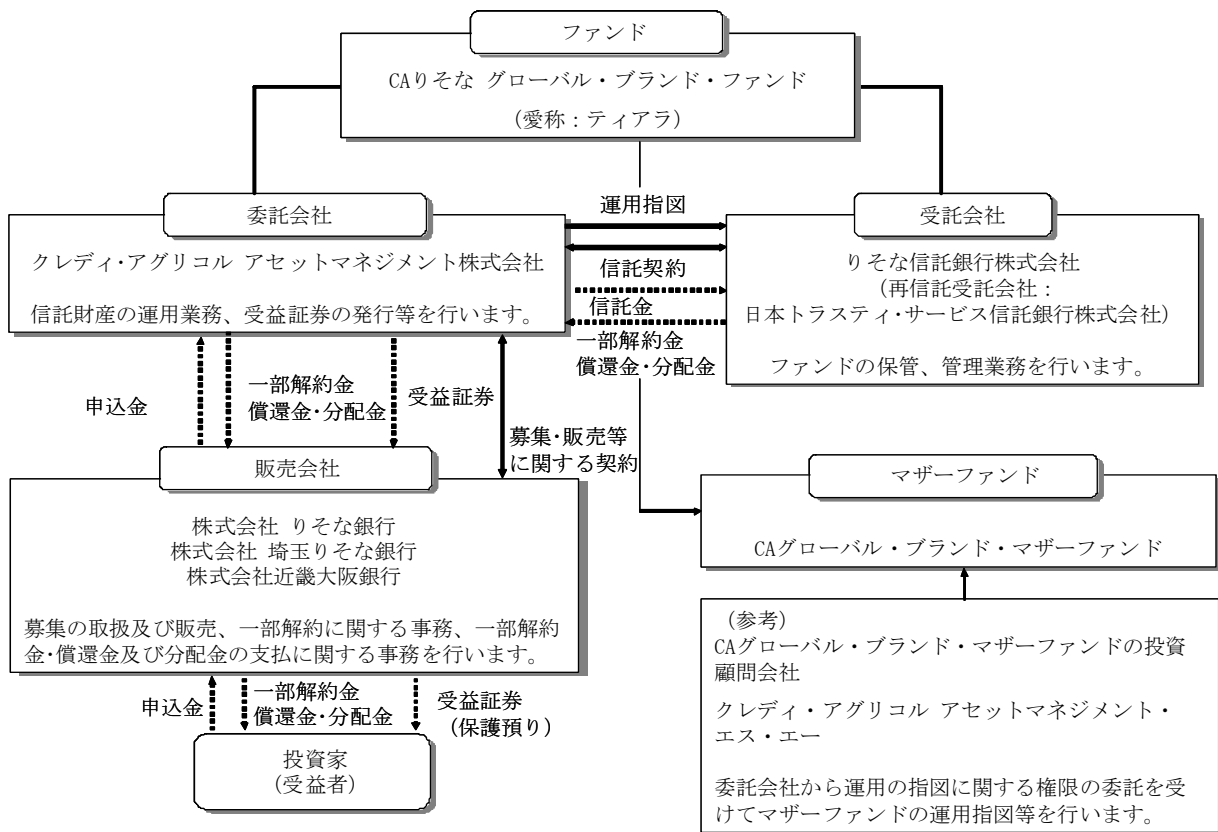 ファンド
CAりそな グローバル・ブランド・ファンド
(愛称:ティアラ)
委託会社
クレディ・アグリコル アセットマネジメント株式会社
信託財産の運用業務、受益証券の発行等を行います。
運用指図
信託契約
信託金
一部解約金
償還金・分配金
受託会社
りそな信託銀行株式会社
(再信託受託会社:
日本トラスティ・サービス信託銀行株式会社)
ファンドの保管、管理業務を行います。
申込金
一部解約金
償還金・分配金
受益証券
募集・販売等
に関する契約
販売会社
株式会社 りそな銀行
株式会社 埼玉りそな銀行
株式会社近畿大阪銀行
募集の取扱及び販売、一部解約に関する事務、一部解約
金・償還金及び分配金の支払に関する事務を行います。
マザーファンド
CAグローバル・ブランド・マザーファンド
申込金
一部解約金
償還金・分配金
受益証券
(保護預り)
投資家
(受益者)
(参考)
CAグローバル・ブランド・マザーファンドの投資
顧問会社
クレディ・アグリコル アセットマネジメント・
エス・エー
委託会社から運用の指図に関する権限の委託を受
けてマザーファンドの運用指図等を行います。